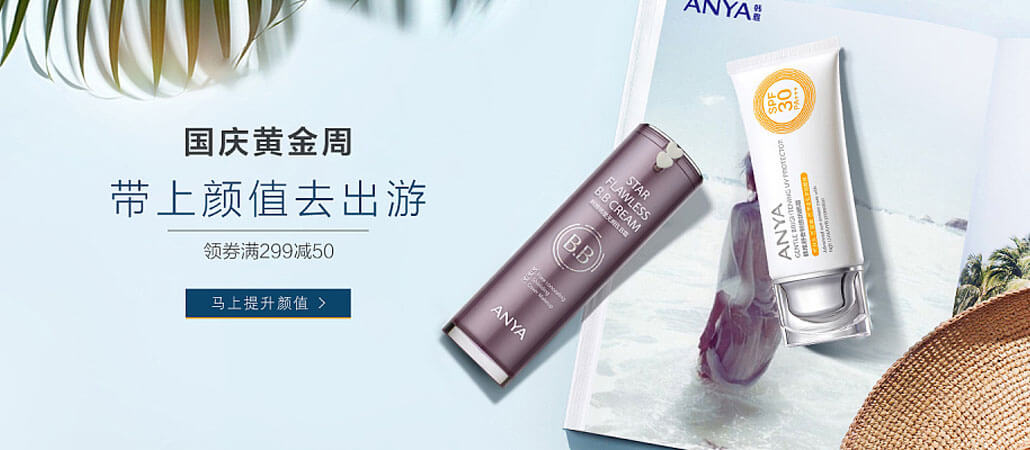 国庆黄金周
带上颜值去出游
领券满299减50
马上提升颜值 >
ANYA 韩雅
STAR
FLAWLESS
B.B CREAM
B.B
ANYA
SPF
30
PA+++
ANYA
GENTLE BRIGHTENING UV PROTECTOR